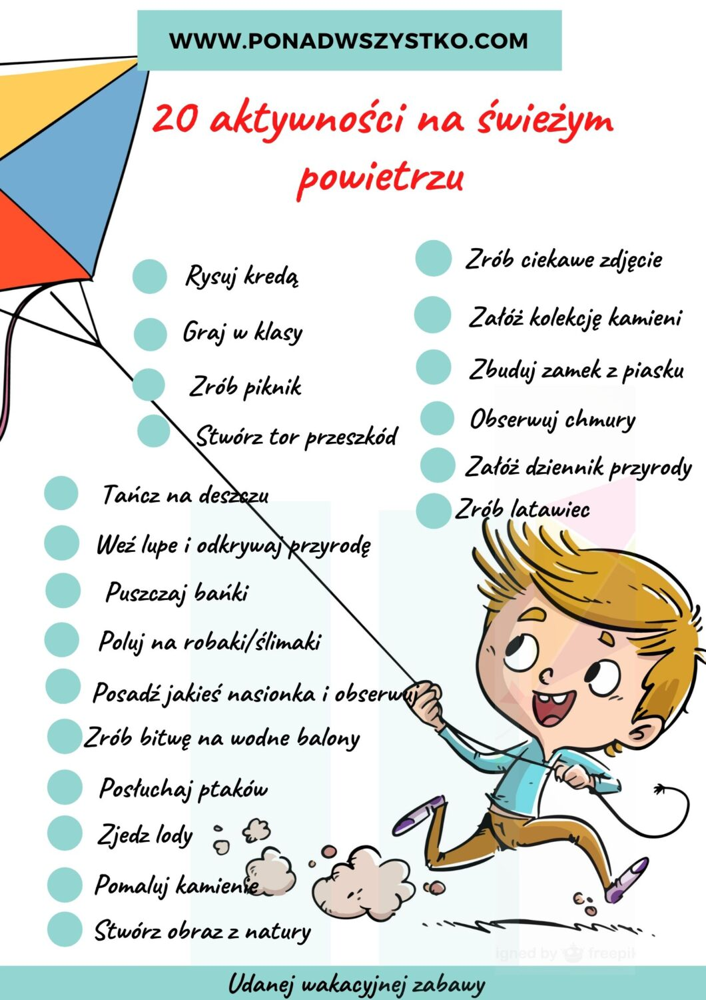 WWW.PONADWSZYSTKO.COM
20 aktywności na świeżym
powietrzu
Rysuj kredą
Graj w klasy
Zrób piknik
Stwórz tor przeszkód
Tańcz na deszczu
Weź lupe i odkrywaj przyrodę
Puszczaj bańki
Poluj na robaki/ślimaki
Posadź jakieś nasionka i obserwuj
Zrób bitwę na wodne balony
Posłuchaj ptaków
Zjedz lody
Pomaluj kamienie
Stwórz obraz z natury
Zrób ciekawe zdjęcie
Załóż kolekcję kamieni
Zbuduj zamek z piasku
Obserwuj chmury
Załóż dziennik przyrody
Zrób latawiec
igned by freepi
Udanej wakacyjnej zabawy